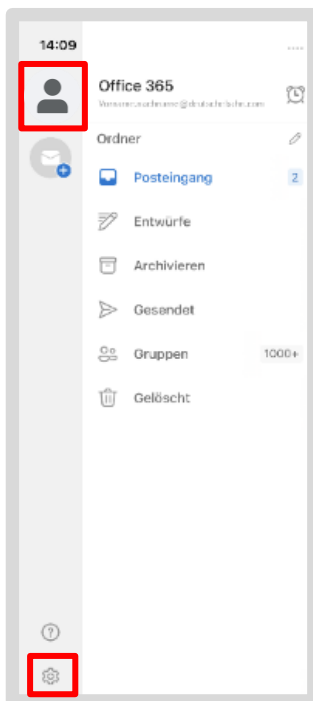 14:09
Office 365
Ordner
Posteingang 2
Entwürfe
Archivieren
Gesendet
Gruppen 1000+
Gelöscht